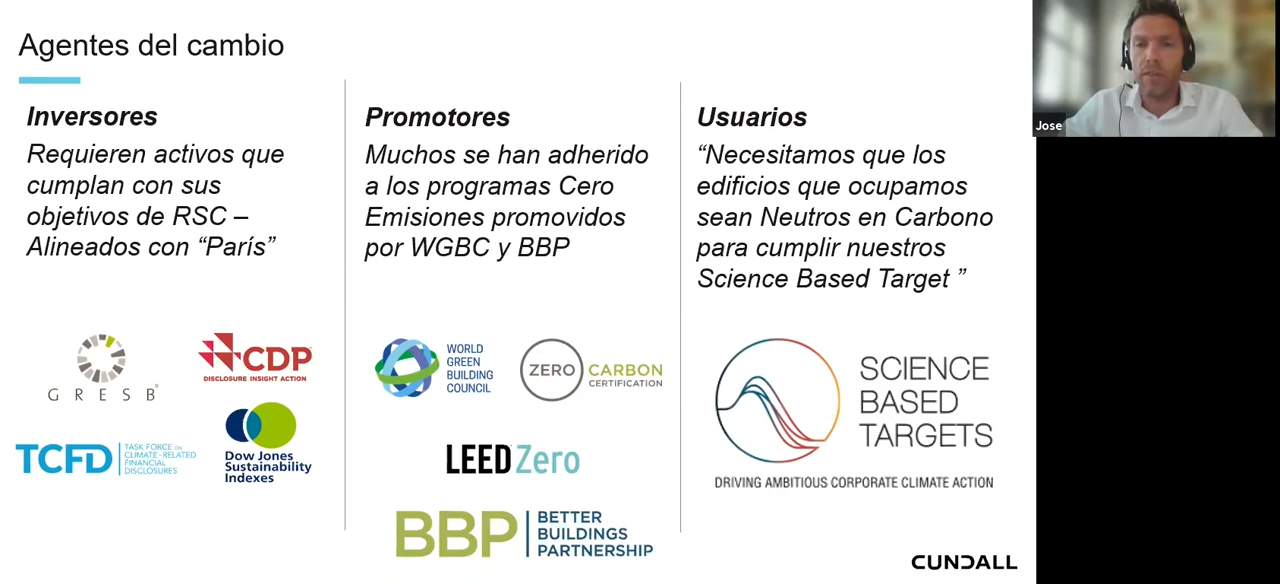 Agentes del cambio
Inversores
Requieren activos que
cumplan con sus
objetivos de RSC –
Alineados con “París”
GRESB®
CDP
DISCLOSURE INSIGHT ACTION
TCFD
TASK FORCE ON
CLIMATE-RELATED
FINANCIAL
DISCLOSURES
Dow Jones
Sustainability
Indexes
Promotores
Muchos se han adherido
a los programas Cero
Emisiones promovidos
por WGBC y BBP
WORLD
GREEN
BUILDING
COUNCIL
ZERO CARBON
CERTIFICATION
LEED Zero
BBP
BETTER
BUILDINGS
PARTNERSHIP
Usuarios
“Necesitamos que los
edificios que ocupamos
sean Neutros en Carbono
para cumplir nuestros
Science Based Target ”
SCIENCE
BASED
TARGETS
DRIVING AMBITIOUS CORPORATE CLIMATE ACTION
CUNDALL
Jose